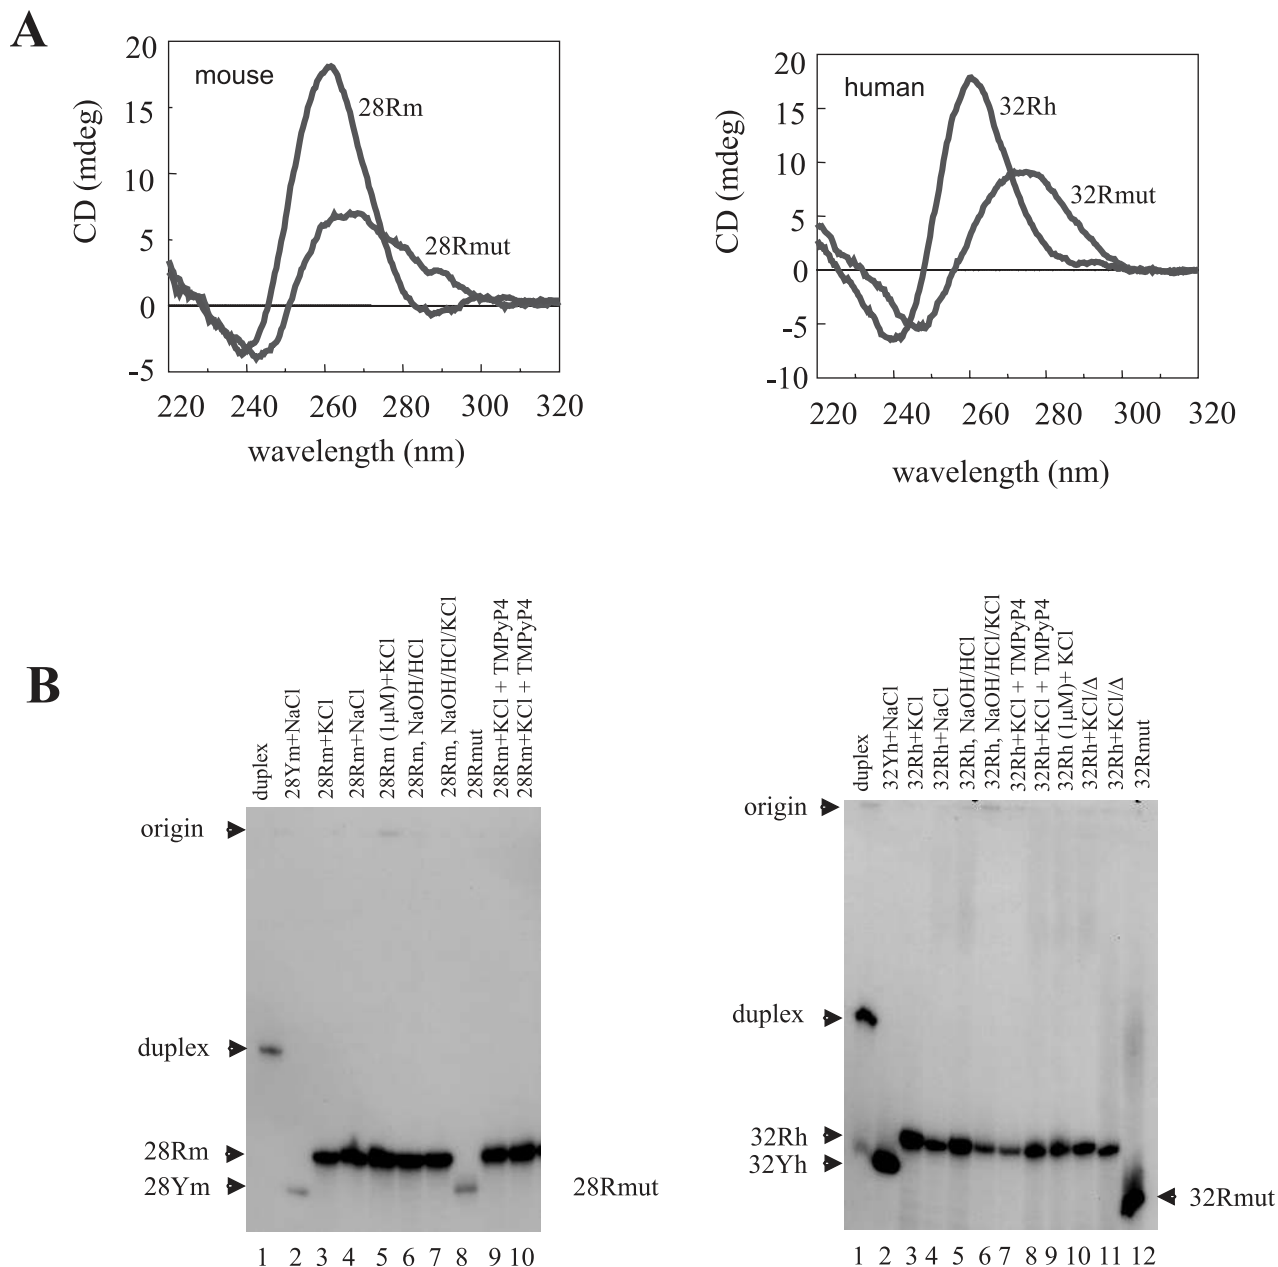 A
mouse
28Rm
28Rmut
CD (mdeg)
20
15
10
5
0
-5
220 240 260 280 300 320
wavelength (nm)
human
32Rh
32Rmut
CD (mdeg)
20
15
10
5
0
-5
-10
220 240 260 280 300 320
wavelength (nm)
B
duplex
28Ym+NaCl
28Rm+KCl
28Rm+NaCl
28Rm (1µM)+KCl
28Rm, NaOH/HCl
28Rm, NaOH/HCl/KCl
28Rmut
28Rm+KCl + TMPyP4
28Rm+KCl + TMPyP4
origin
duplex
28Rm
28Ym
28Rmut
1 2 3 4 5 6 7 8 9 10
duplex
32Yh+NaCl
32Rh+KCl
32Rh+NaCl
32Rh, NaOH/HCl
32Rh, NaOH/HCl/KCl
32Rh+KCl + TMPyP4
32Rh+KCl + TMPyP4
32Rh (1µM)+ KCl
32Rh+KCl/Δ
32Rh+KCl/Δ
32Rmut
origin
duplex
32Rh
32Yh
32Rmut
1 2 3 4 5 6 7 8 9 10 11 12